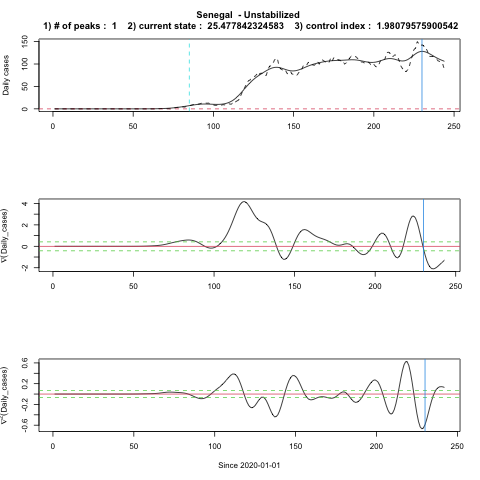 Senegal - Unstabilized
1) # of peaks : 1 2) current state : 25.477842324583 3) control index : 1.98079575900542
Daily cases
0 50 100 150
0 50 100 150 200 250
∇(Daily_cases)
-2 0 2 4
0 50 100 150 200 250
∇²(Daily_cases)
-0.6 -0.2 0.2 0.6
0 50 100 150 200 250
Since 2020-01-01